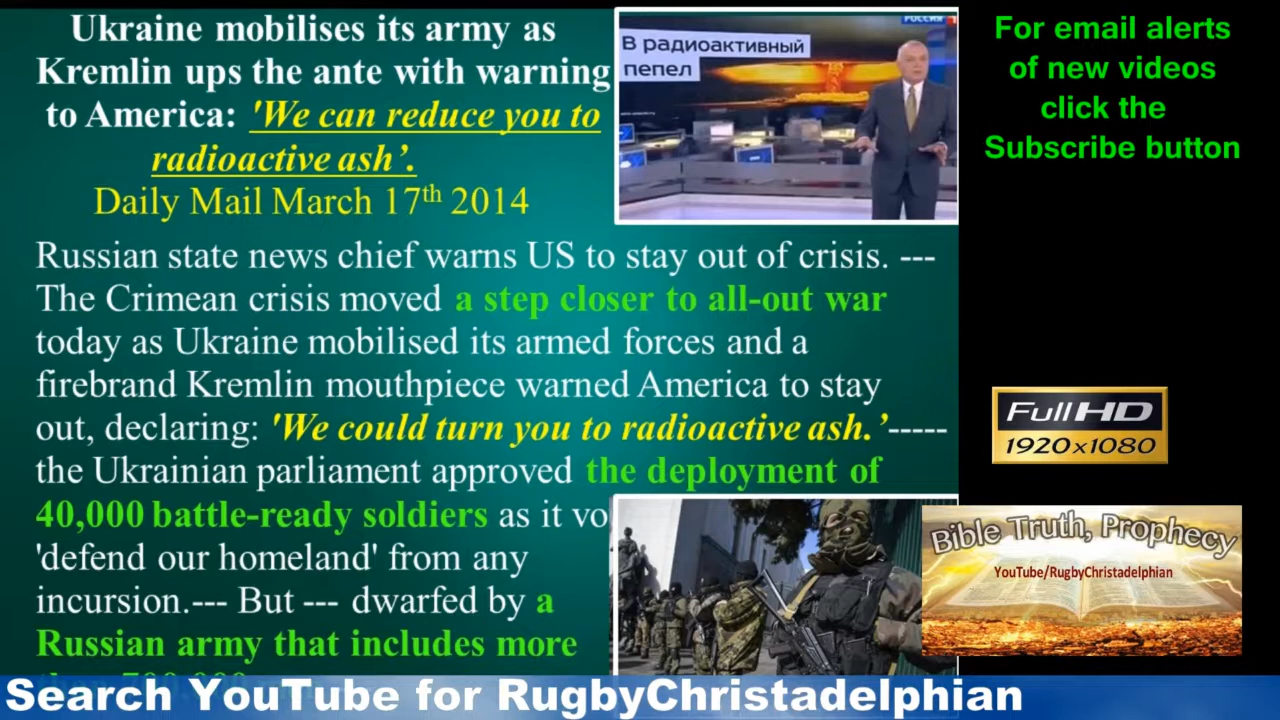 Ukraine mobilises its army as
Kremlin ups the ante with warning
to America: 'We can reduce you to
radioactive ash'.
Daily Mail March 17th 2014
РОССИЯ 1
В радиоактивный
пепел
Russian state news chief warns US to stay out of crisis. ---
The Crimean crisis moved a step closer to all-out war
today as Ukraine mobilised its armed forces and a
firebrand Kremlin mouthpiece warned America to stay
out, declaring: 'We could turn you to radioactive ash.'-----
the Ukrainian parliament approved the deployment of
40,000 battle-ready soldiers as it vo
'defend our homeland' from any
incursion.--- But --- dwarfed by a
Russian army that includes more
For email alerts
of new videos
click the
Subscribe button
Full HD
1920x1080
Bible Truth, Prophecy
YouTube/RugbyChristadelphian
Search YouTube for RugbyChristadelphian